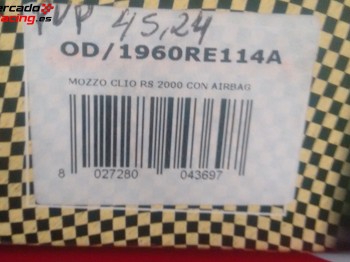 mercado
racing.es
PVP 45,24
OD/1960RE114A
MOZZO CLIO RS 2000 CON AIRBAG
8 027280 043697